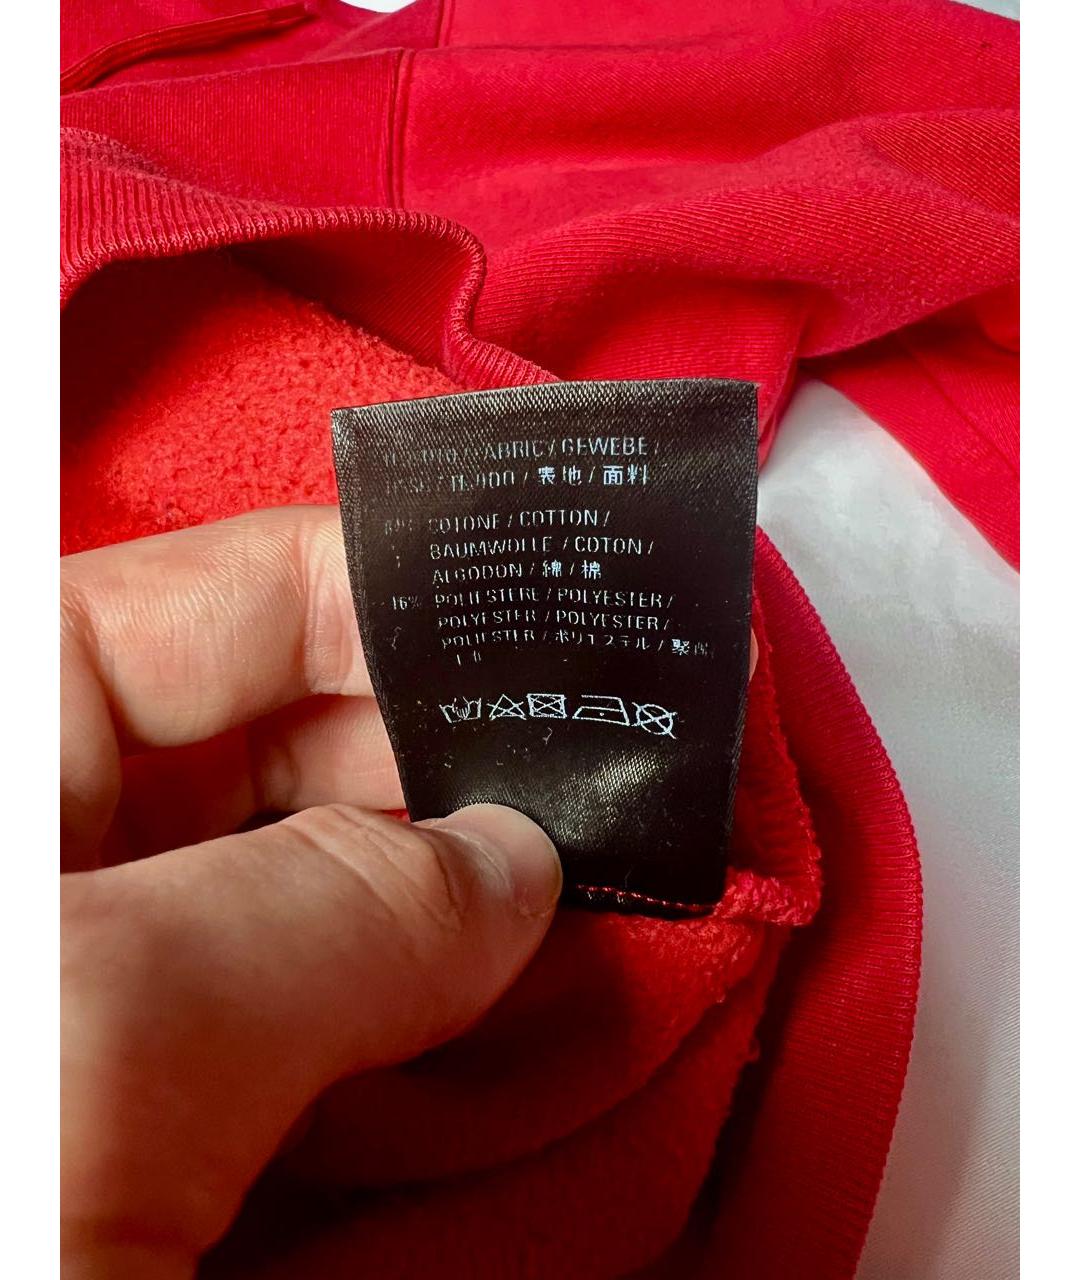 / GEWEBE /
/ 表地 / 面料
COTONE / COTTON /
BAUMWOLLE / COTON /
ALGODON / 綿 / 棉
16% POLIESTERE / POLYESTER /
POLYESTER / POLYESTER /
POLIESTER / ポリエステル /